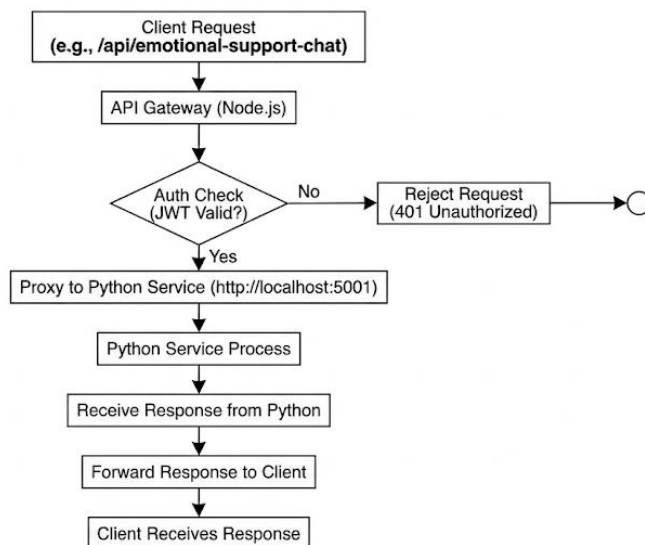 Client Request
(e.g., /api/emotional-support-chat)
API Gateway (Node.js)
Auth Check
(JWT Valid?)
No
Reject Request
(401 Unauthorized)
Yes
Proxy to Python Service (http://localhost:5001)
Python Service Process
Receive Response from Python
Forward Response to Client
Client Receives Response